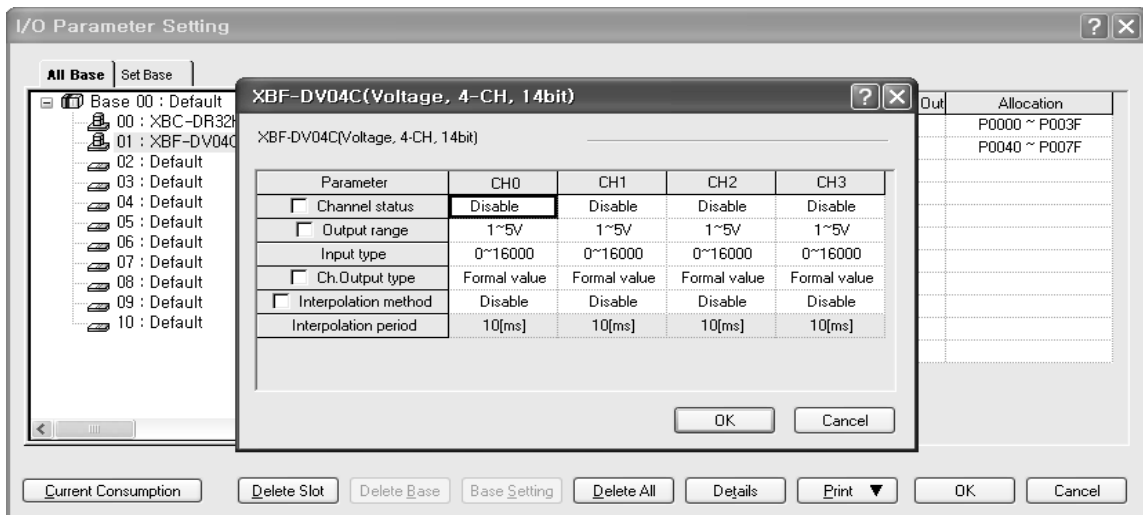 I/O Parameter Setting
All Base Set Base
Base 00 : Default
00 : XBC-DR32H
01 : XBF-DV04C
02 : Default
03 : Default
04 : Default
05 : Default
06 : Default
07 : Default
08 : Default
09 : Default
10 : Default
XBF-DV04C(Voltage, 4-CH, 14bit)
XBF-DV04C(Voltage, 4-CH, 14bit)
Parameter CH0 CH1 CH2 CH3
Channel status Disable Disable Disable Disable
Output range 1~5V 1~5V 1~5V 1~5V
Input type 0~16000 0~16000 0~16000 0~16000
Ch.Output type Formal value Formal value Formal value Formal value
Interpolation method Disable Disable Disable Disable
Interpolation period 10[ms] 10[ms] 10[ms] 10[ms]
OK Cancel
Out Allocation
P0000 ~ P003F
P0040 ~ P007F
Current Consumption Delete Slot Delete Base Base Setting Delete All Details Print ▼ OK Cancel